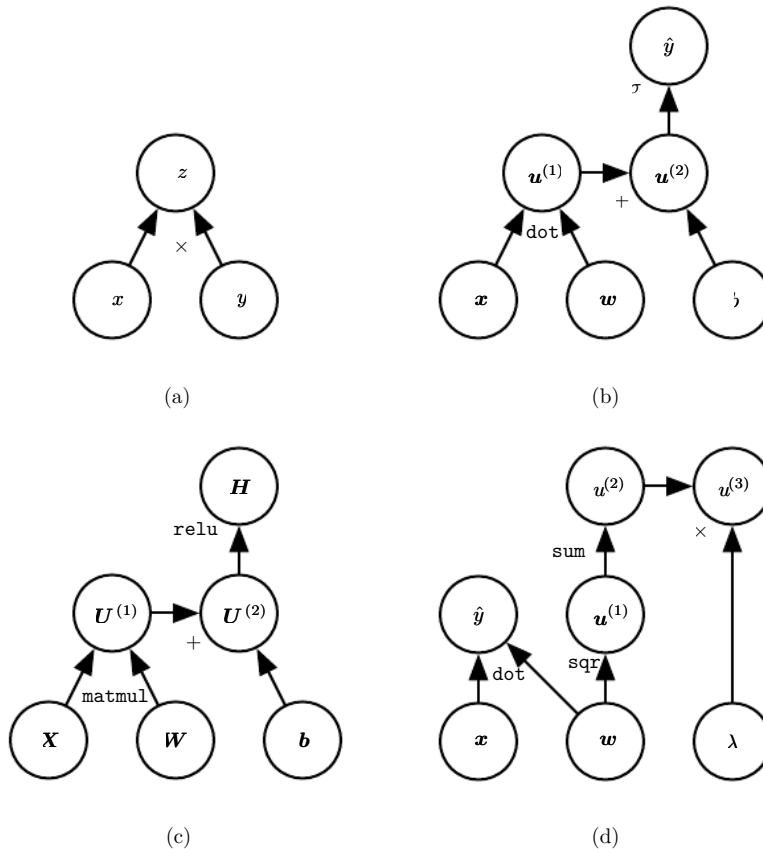 ŷ
z
u(1) u(2)
+
dot
×
x y
x w
(a) (b)
H
relu
u(2) u(3)
×
sum
U(1) U(2)
+
ŷ
u(1)
matmul
dot
sqr
X W b
x w λ
(c) (d)